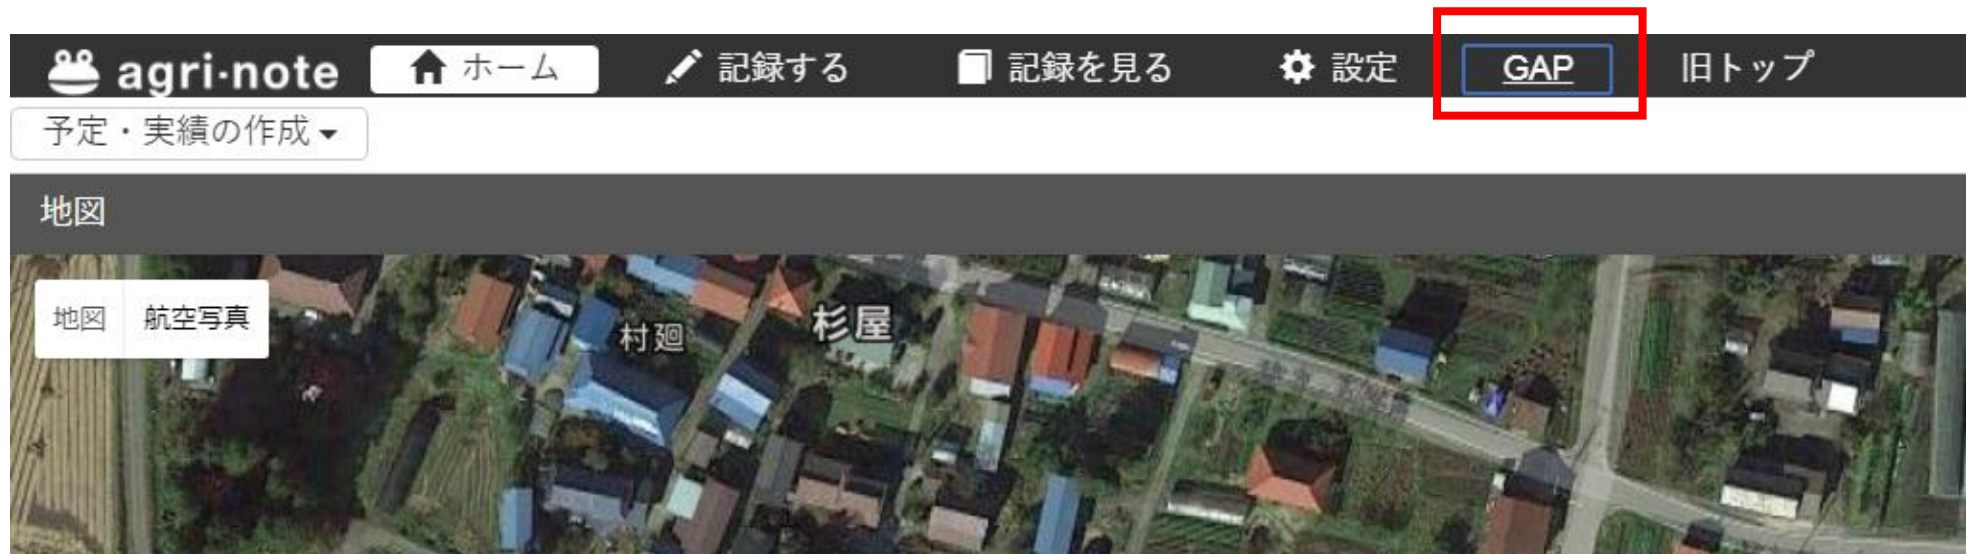 agri-note ホーム 記録する 記録を見る 設定 GAP 旧トップ
予定・実績の作成
地図
地図 航空写真
村廻 杉屋